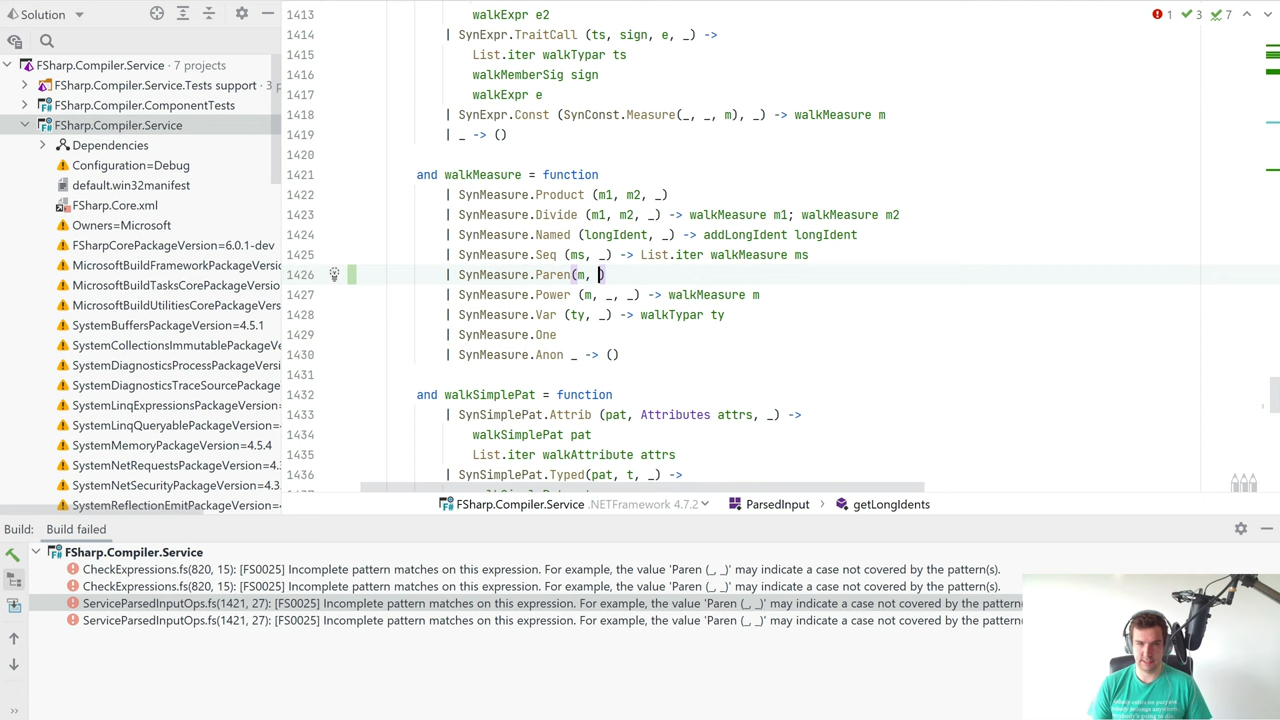 Solution
FSharp.Compiler.Service · 7 projects
FSharp.Compiler.Service.Tests support · 3 p
FSharp.Compiler.ComponentTests
FSharp.Compiler.Service
Dependencies
Configuration=Debug
default.win32manifest
FSharp.Core.xml
Owners=Microsoft
FSharpCorePackageVersion=6.0.1-dev
MicrosoftBuildFrameworkPackageVersio
MicrosoftBuildTasksCorePackageVersion=
MicrosoftBuildUtilitiesCorePackageVersi
SystemBuffersPackageVersion=4.5.1
SystemCollectionsImmutablePackageVe
SystemDiagnosticsProcessPackageVersi
SystemDiagnosticsTraceSourcePackage
SystemLinqExpressionsPackageVersion=
SystemLinqQueryablePackageVersion=4
SystemMemoryPackageVersion=4.5.4
SystemNetRequestsPackageVersion=4.3
SystemNetSecurityPackageVersion=4.3.
SystemReflectionEmitPackageVersion=4
1413 walkExpr e2
1414 | SynExpr.TraitCall (ts, sign, e, _) ->
1415 List.iter walkTypar ts
1416 walkMemberSig sign
1417 walkExpr e
1418 | SynExpr.Const (SynConst.Measure(_, _, m), _) -> walkMeasure m
1419 | _ -> ()
1420
1421 and walkMeasure = function
1422 | SynMeasure.Product (m1, m2, _)
1423 | SynMeasure.Divide (m1, m2, _) -> walkMeasure m1; walkMeasure m2
1424 | SynMeasure.Named (longIdent, _) -> addLongIdent longIdent
1425 | SynMeasure.Seq (ms, _) -> List.iter walkMeasure ms
1426 | SynMeasure.Paren(m, )
1427 | SynMeasure.Power (m, _, _) -> walkMeasure m
1428 | SynMeasure.Var (ty, _) -> walkTypar ty
1429 | SynMeasure.One
1430 | SynMeasure.Anon _ -> ()
1431
1432 and walkSimplePat = function
1433 | SynSimplePat.Attrib (pat, Attributes attrs, _) ->
1434 walkSimplePat pat
1435 List.iter walkAttribute attrs
1436 | SynSimplePat.Typed(pat, t, _) ->
1 3 7
FSharp.Compiler.Service .NETFramework 4.7.2 ParsedInput getLongIdents
Build: Build failed
FSharp.Compiler.Service
CheckExpressions.fs(820, 15): [FS0025] Incomplete pattern matches on this expression. For example, the value 'Paren (_, _)' may indicate a case not covered by the pattern(s).
CheckExpressions.fs(820, 15): [FS0025] Incomplete pattern matches on this expression. For example, the value 'Paren (_, _)' may indicate a case not covered by the pattern(s).
ServiceParsedInputOps.fs(1421, 27): [FS0025] Incomplete pattern matches on this expression. For example, the value 'Paren (_, _)' may indicate a case not covered by the pattern
ServiceParsedInputOps.fs(1421, 27): [FS0025] Incomplete pattern matches on this expression. For example, the value 'Paren (_, _)' may indicate a case not covered by the pattern